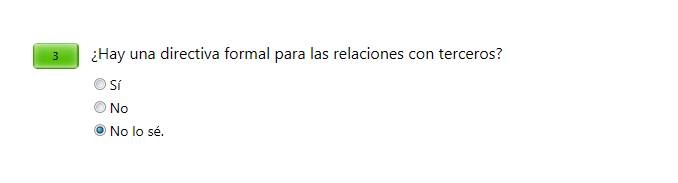 3 ¿Hay una directiva formal para las relaciones con terceros?
Sí
No
No lo sé.